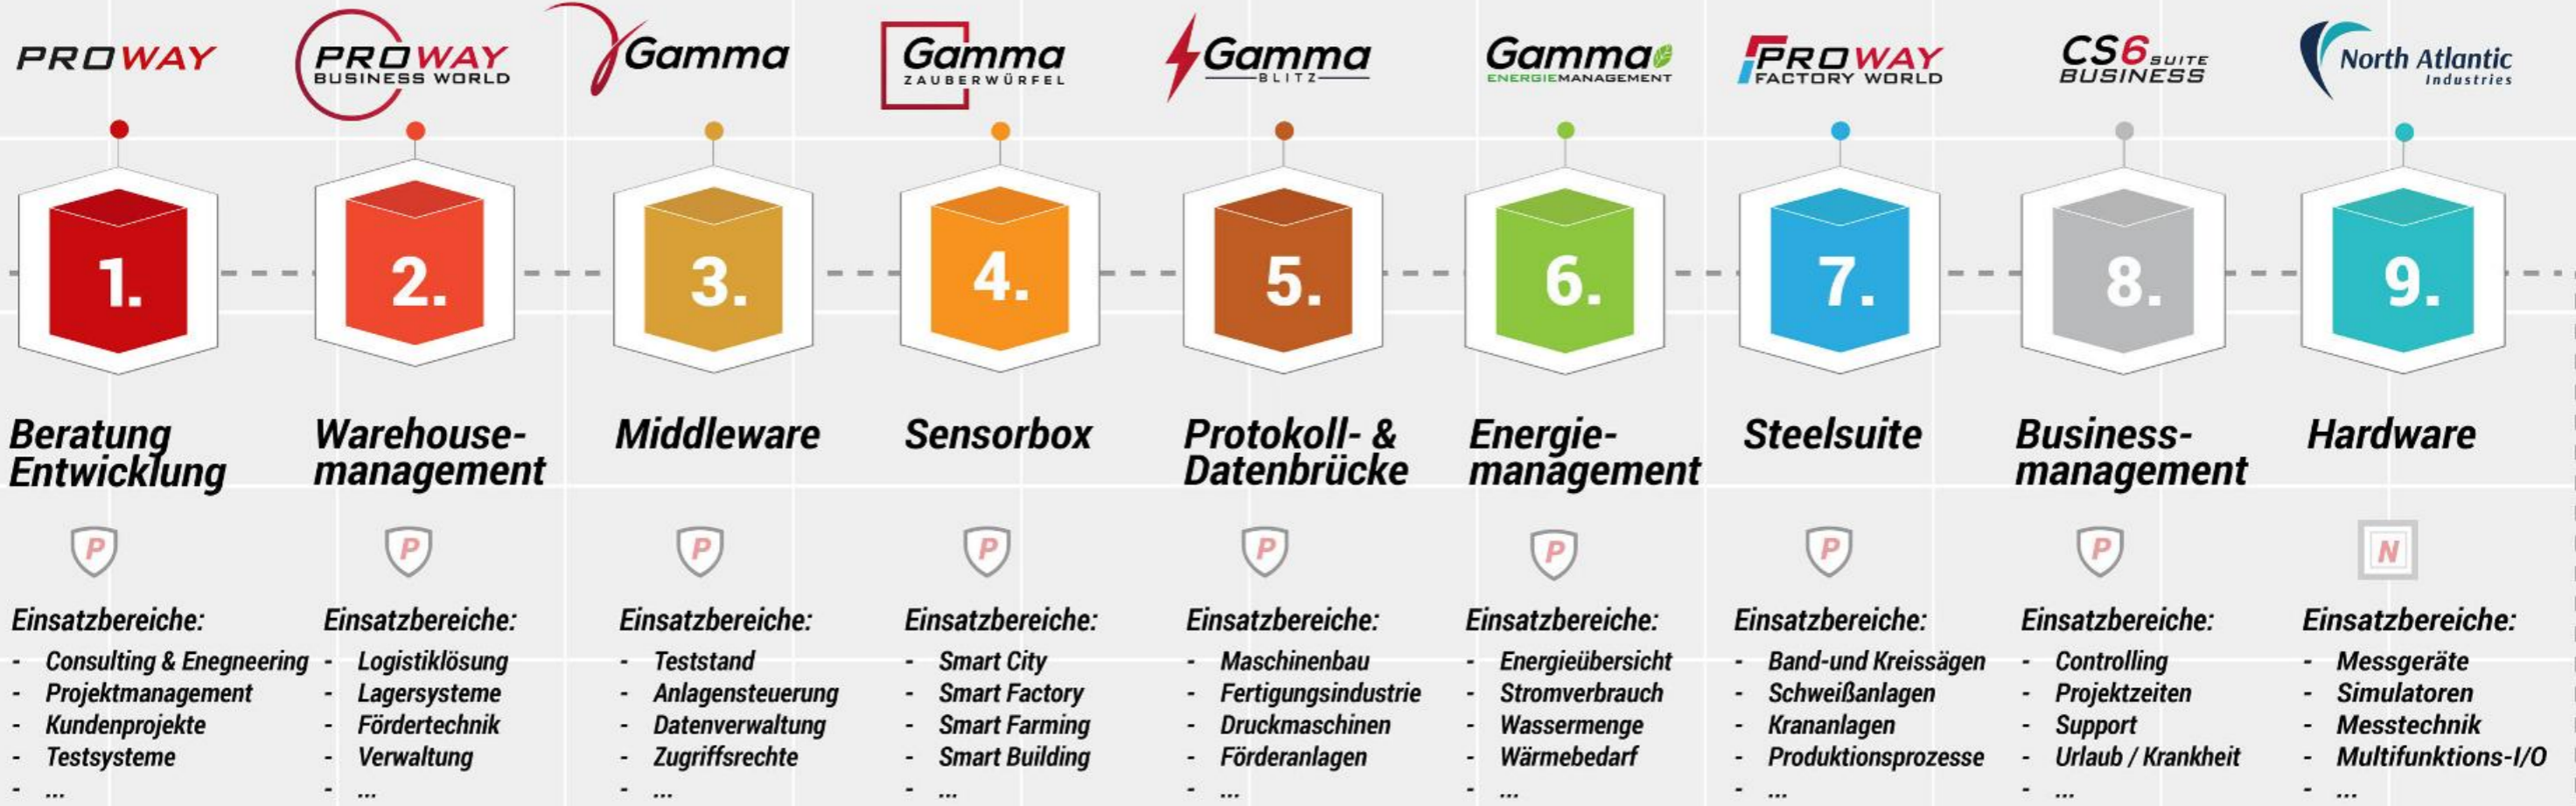 PROWAY
PROWAY
BUSINESS WORLD
Gamma
Gamma
ZAUBERWÜRFEL
Gamma
BLITZ
Gamma
ENERGIEMANAGEMENT
PROWAY
FACTORY WORLD
CS6 SUITE
BUSINESS
North Atlantic
Industries
1.
2.
3.
4.
5.
6.
7.
8.
9.
Beratung
Entwicklung
Warehouse-
management
Middleware
Sensorbox
Protokoll- &
Datenbrücke
Energie-
management
Steelsuite
Business-
management
Hardware
P
P
P
P
P
P
P
P
N
Einsatzbereiche:
- Consulting & Enegneering
- Projektmanagement
- Kundenprojekte
- Testsysteme
- ...
Einsatzbereiche:
- Logistiklösung
- Lagersysteme
- Fördertechnik
- Verwaltung
- ...
Einsatzbereiche:
- Teststand
- Anlagensteuerung
- Datenverwaltung
- Zugriffsrechte
- ...
Einsatzbereiche:
- Smart City
- Smart Factory
- Smart Farming
- Smart Building
- ...
Einsatzbereiche:
- Maschinenbau
- Fertigungsindustrie
- Druckmaschinen
- Förderanlagen
- ...
Einsatzbereiche:
- Energieübersicht
- Stromverbrauch
- Wassermenge
- Wärmebedarf
- ...
Einsatzbereiche:
- Band-und Kreissägen
- Schweißanlagen
- Krananlagen
- Produktionsprozesse
- ...
Einsatzbereiche:
- Controlling
- Projektzeiten
- Support
- Urlaub / Krankheit
- ...
Einsatzbereiche:
- Messgeräte
- Simulatoren
- Messtechnik
- Multifunktions-I/O
- ...